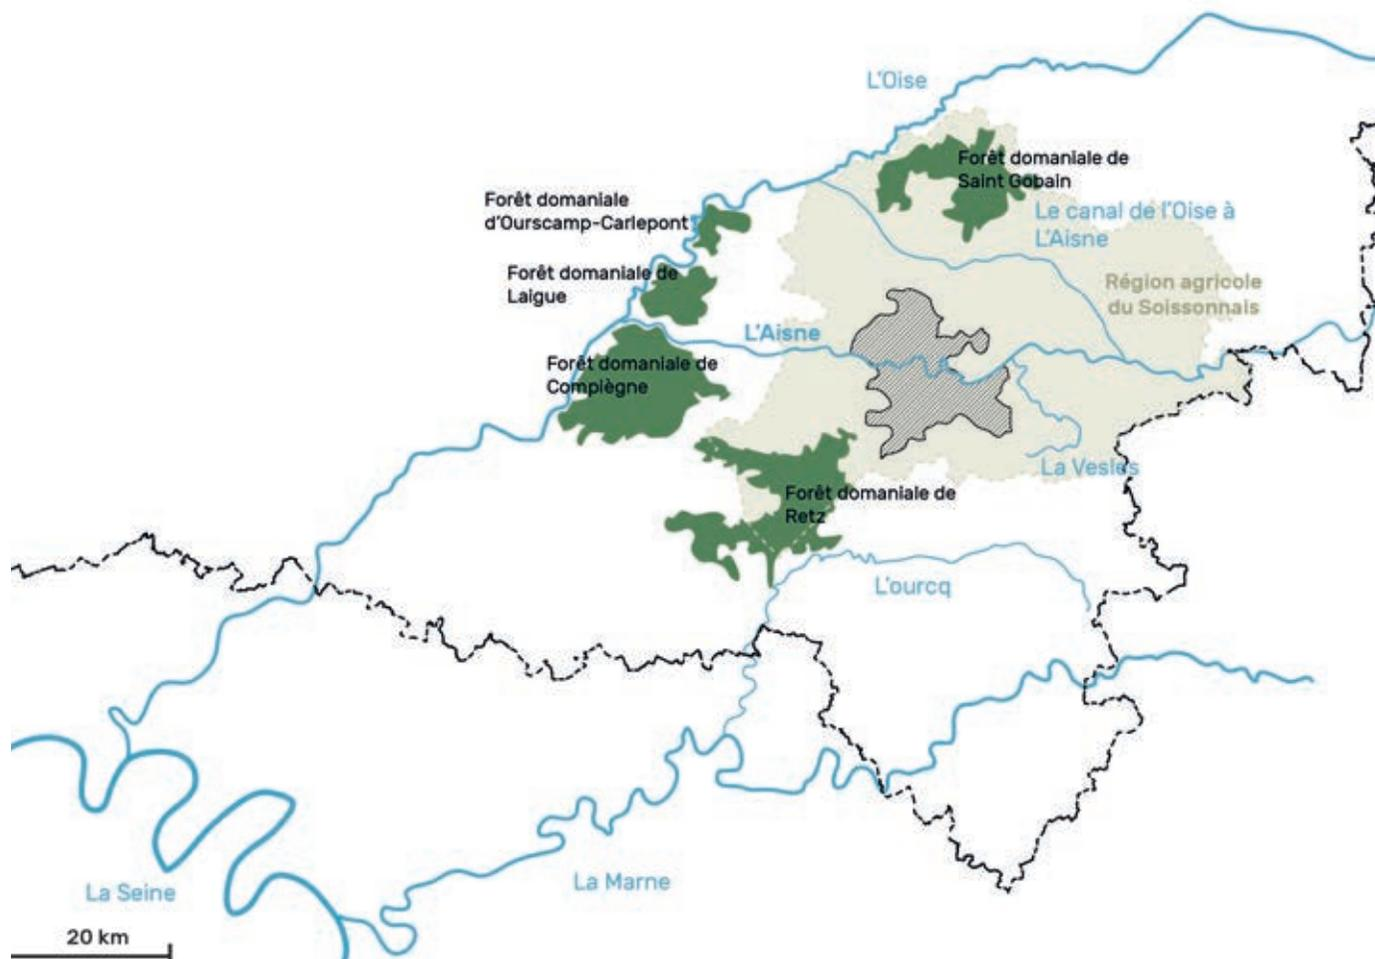 L'Oise
Forêt domaniale de
Saint Gobain
Forêt domaniale
d'Ourscamp-Carlepont
Le canal de l'Oise à
L'Aisne
Forêt domaniale de
Laigue
Région agricole
du Soissonnais
L'Aisne
Forêt domaniale de
Compiègne
La Vesles
Forêt domaniale de
Retz
L'ourcq
La Marne
La Seine
20 km